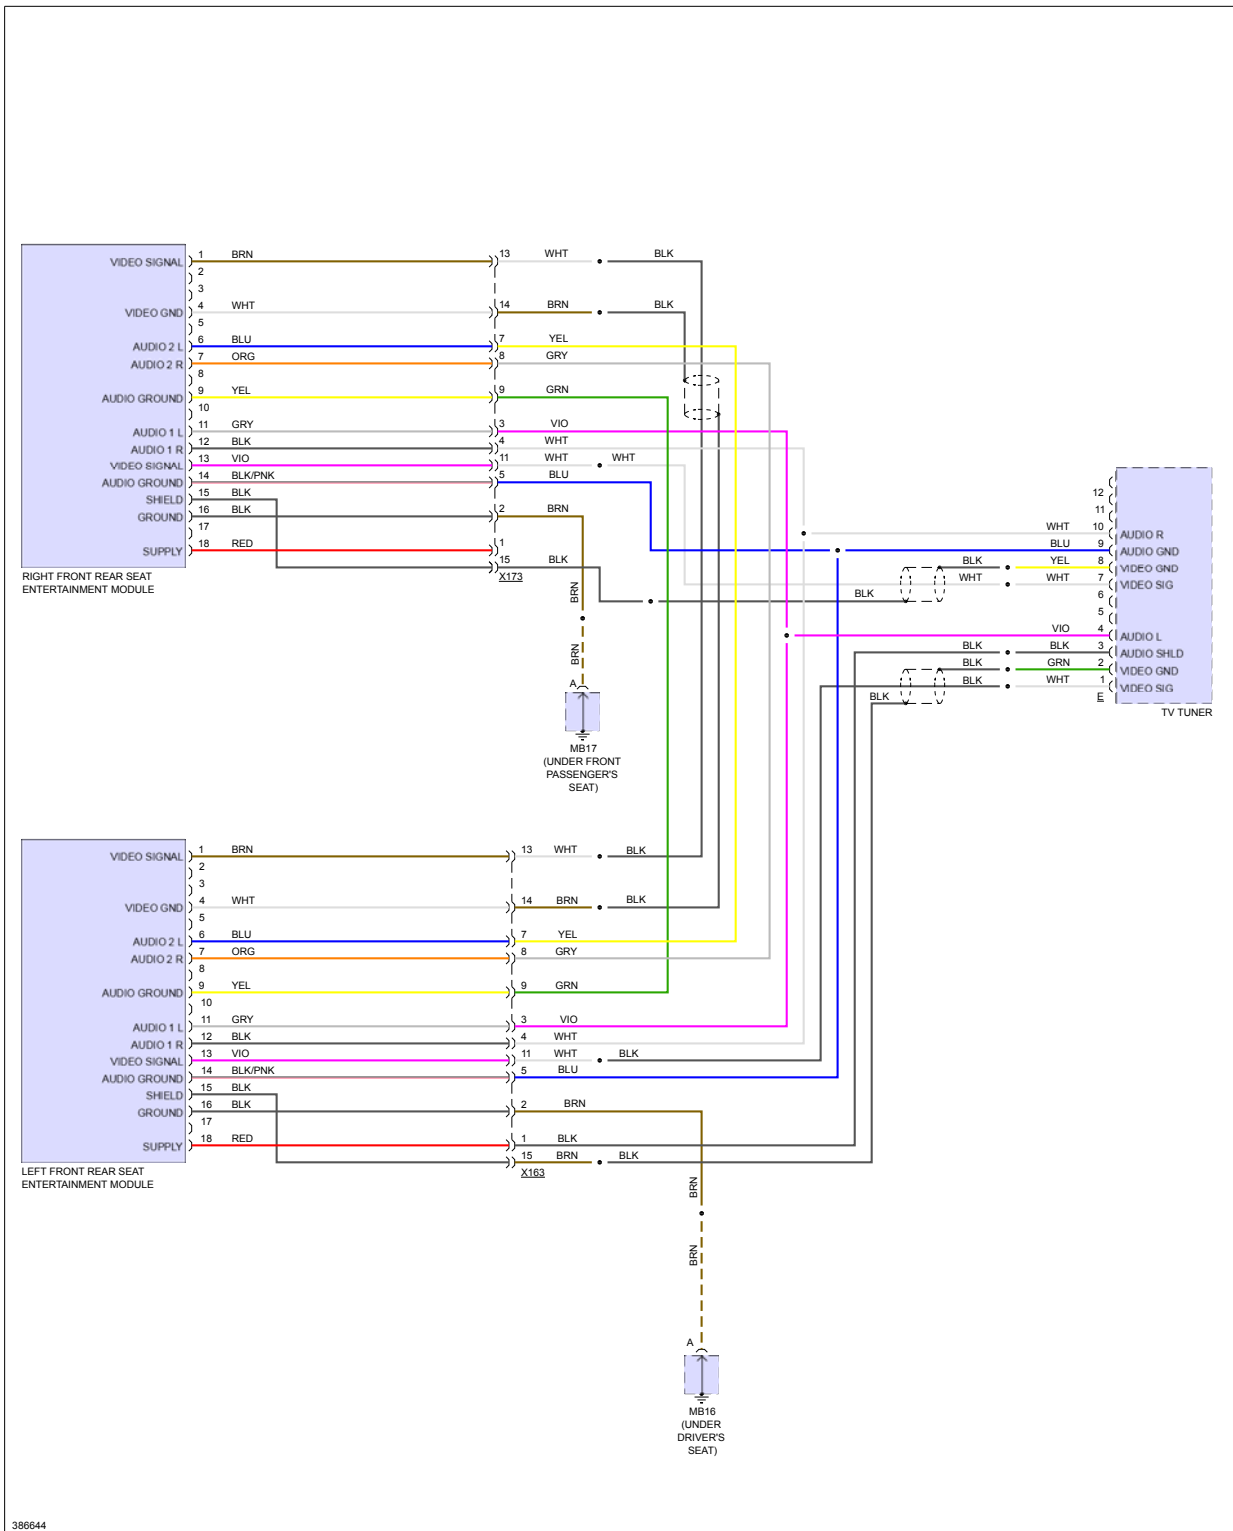 VIDEO SIGNAL 1 BRN 13 WHT BLK
2
3
VIDEO GND 4 WHT 14 BRN BLK
5
AUDIO 2 L 6 BLU 7 YEL
AUDIO 2 R 7 ORG 8 GRY
8
AUDIO GROUND 9 YEL 9 GRN
10
AUDIO 1 L 11 GRY 3 VIO
AUDIO 1 R 12 BLK 4 WHT
VIDEO SIGNAL 13 VIO 11 WHT WHT
AUDIO GROUND 14 BLK/PNK 5 BLU
SHIELD 15 BLK
GROUND 16 BLK 2 BRN
17
SUPPLY 18 RED 1
15 BLK
X173
RIGHT FRONT REAR SEAT
ENTERTAINMENT MODULE
BRN
BRN
A
MB17
(UNDER FRONT
PASSENGER'S
SEAT)
12
11
WHT 10 AUDIO R
BLU 9 AUDIO GND
BLK YEL 8 VIDEO GND
WHT WHT 7 VIDEO SIG
BLK 6
5
VIO 4 AUDIO L
BLK BLK 3 AUDIO SHLD
BLK GRN 2 VIDEO GND
BLK WHT 1 VIDEO SIG
BLK E
TV TUNER
VIDEO SIGNAL 1 BRN 13 WHT BLK
2
3
VIDEO GND 4 WHT 14 BRN BLK
5
AUDIO 2 L 6 BLU 7 YEL
AUDIO 2 R 7 ORG 8 GRY
8
AUDIO GROUND 9 YEL 9 GRN
10
AUDIO 1 L 11 GRY 3 VIO
AUDIO 1 R 12 BLK 4 WHT
VIDEO SIGNAL 13 VIO 11 WHT BLK
AUDIO GROUND 14 BLK/PNK 5 BLU
SHIELD 15 BLK
GROUND 16 BLK 2 BRN
17
SUPPLY 18 RED 1 BLK
15 BRN BLK
X163
LEFT FRONT REAR SEAT
ENTERTAINMENT MODULE
BRN
BRN
A
MB16
(UNDER
DRIVER'S
SEAT)
386644